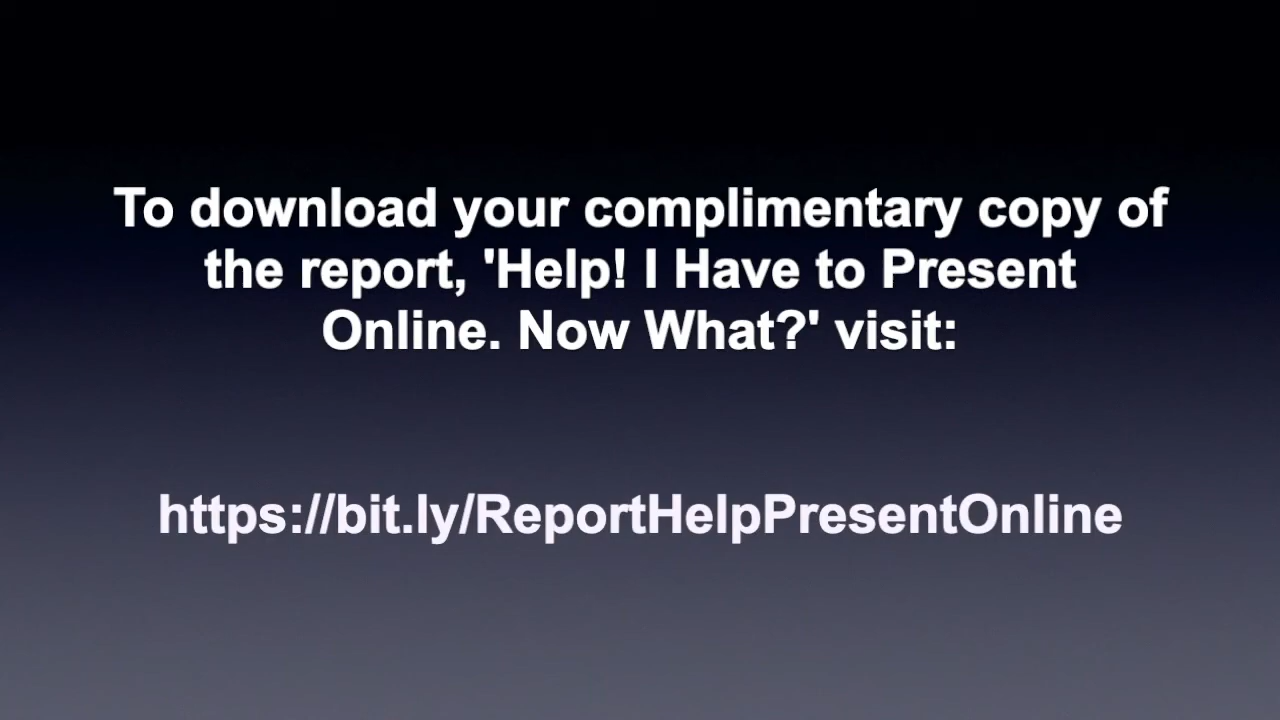 To download your complimentary copy of
the report, 'Help! I Have to Present
Online. Now What?' visit:
https://bit.ly/ReportHelpPresentOnline